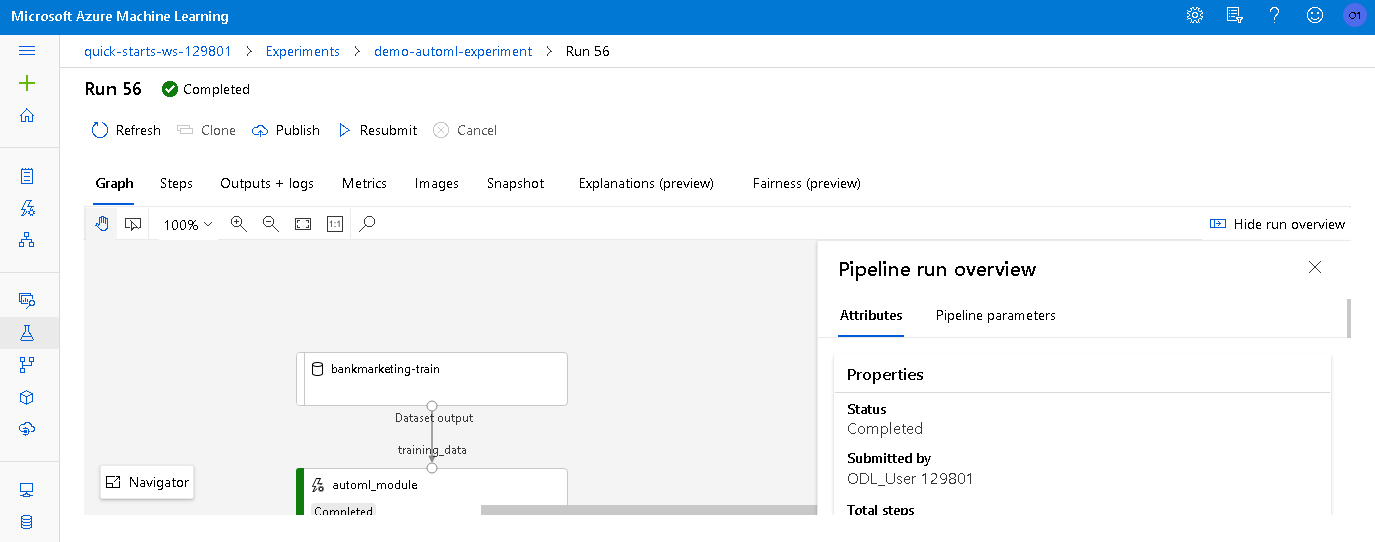 Microsoft Azure Machine Learning
O1
quick-starts-ws-129801 > Experiments > demo-automl-experiment > Run 56
Run 56 Completed
Refresh Clone Publish Resubmit Cancel
Graph Steps Outputs + logs Metrics Images Snapshot Explanations (preview) Fairness (preview)
100% 1:1 Hide run overview
Pipeline run overview
Attributes Pipeline parameters
bankmarketing-train
Dataset output
training_data
automl_module
Completed
Navigator
Properties
Status
Completed
Submitted by
ODL_User 129801
Total steps